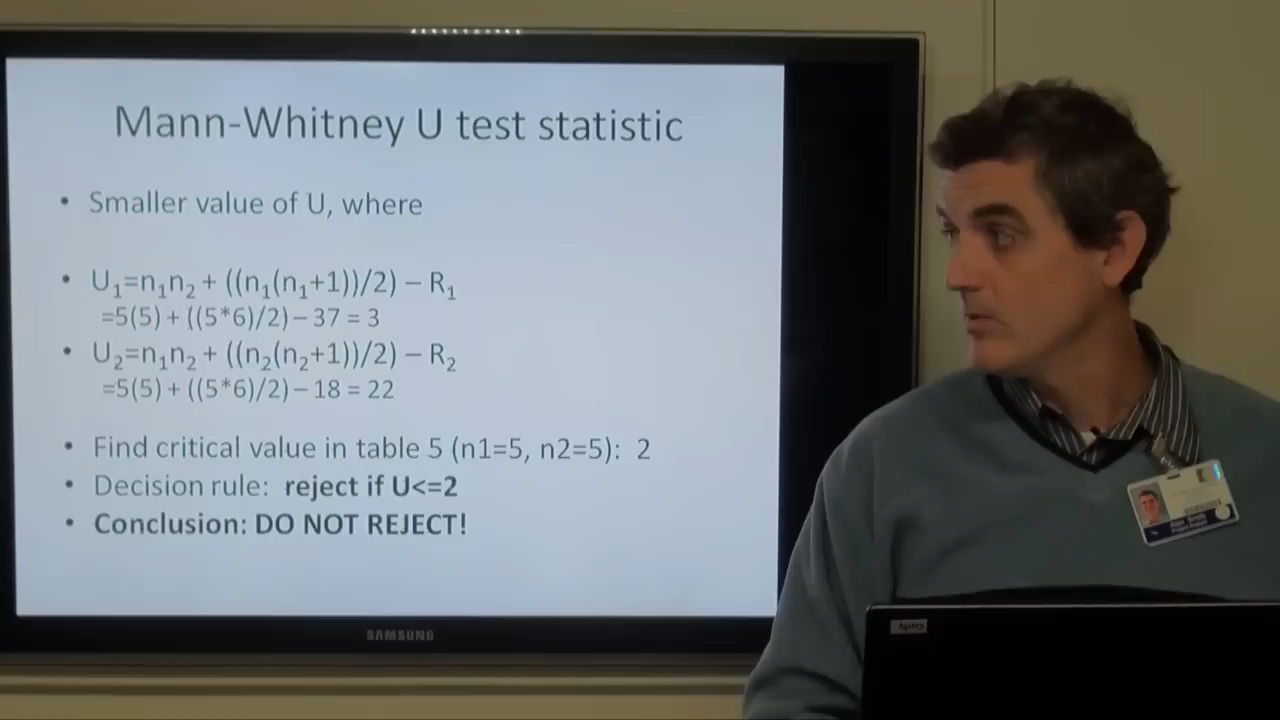 Mann-Whitney U test statistic
• Smaller value of U, where
• U₁=n₁n₂ + ((n₁(n₁+1))/2) – R₁
=5(5) + ((5*6)/2) – 37 = 3
• U₂=n₁n₂ + ((n₂(n₂+1))/2) – R₂
=5(5) + ((5*6)/2) – 18 = 22
• Find critical value in table 5 (n1=5, n2=5): 2
• Decision rule: reject if U<=2
• Conclusion: DO NOT REJECT!
SAMSUNG